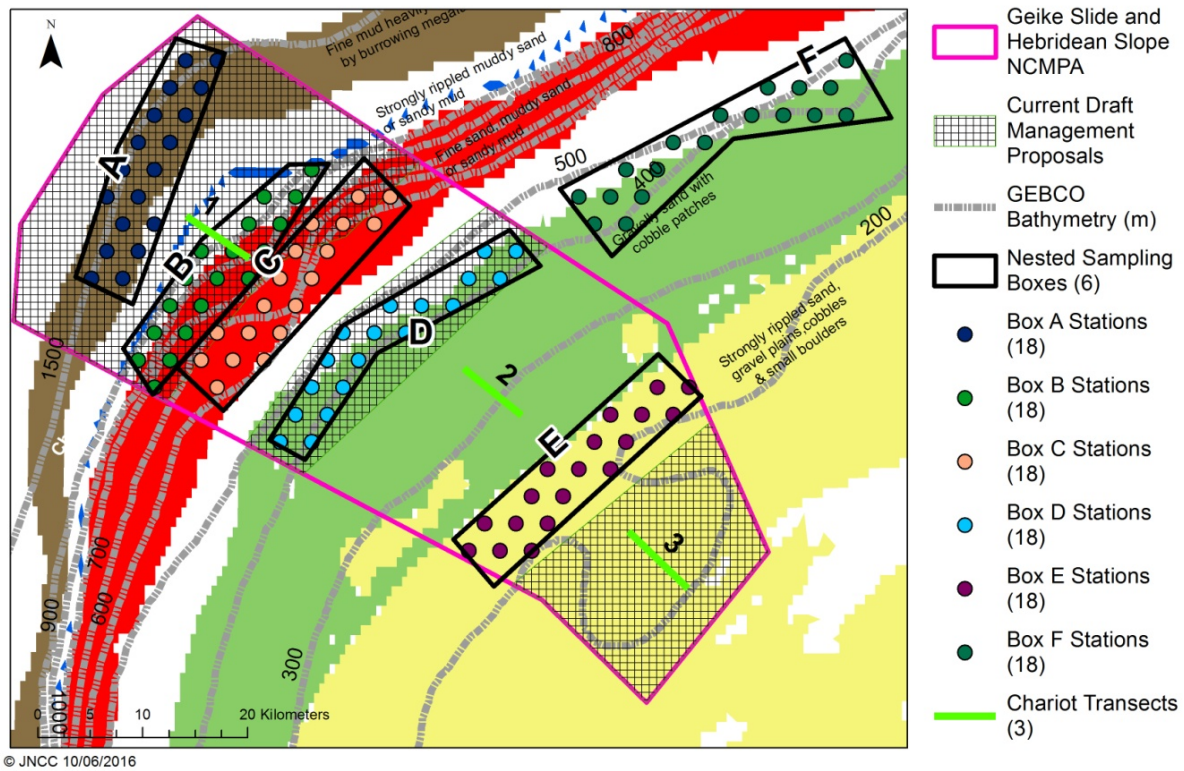 N
Fine mud heavily
by burrowing mega
Strongly rippled muddy sand
or sandy mud
Fine sand, muddy sand
or sandy mud
800
F
500
400
Gravelly sand with
cobble patches
200
A
1
B
C
D
2
Strongly rippled sand,
gravel plains cobbles
& small boulders
E
3
1500
700
900
600
300
1000
0 5 10 20 Kilometers
© JNCC 10/06/2016
Geike Slide and
Hebridean Slope
NCMPA
Current Draft
Management
Proposals
GEBCO
Bathymetry (m)
Nested Sampling
Boxes (6)
Box A Stations
(18)
Box B Stations
(18)
Box C Stations
(18)
Box D Stations
(18)
Box E Stations
(18)
Box F Stations
(18)
Chariot Transects
(3)